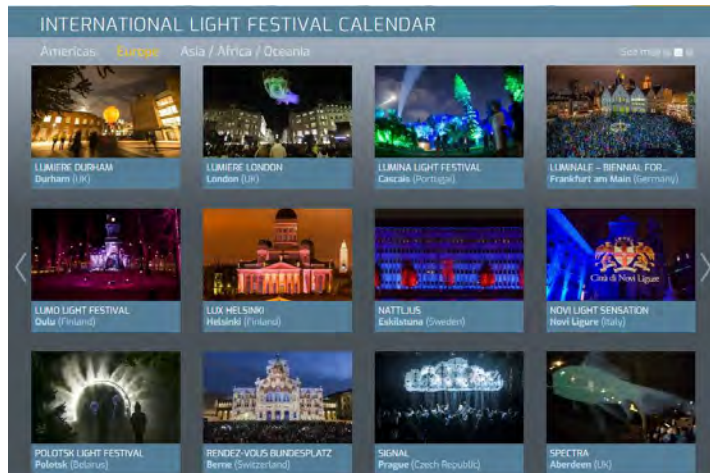 INTERNATIONAL LIGHT FESTIVAL CALENDAR
Americas Europe Asia / Africa / Oceania
LUMIERE DURHAM
Durham (UK)
LUMIERE LONDON
London (UK)
LUMINA LIGHT FESTIVAL
Cascais (Portugal)
LUMINALE – BIENNIAL FOR...
Frankfurt am Main (Germany)
LUMO LIGHT FESTIVAL
Oulu (Finland)
LUX HELSINKI
Helsinki (Finland)
NATTLJUS
Eskilstuna (Sweden)
Città di Novi Ligure
NOVI LIGHT SENSATION
Novi Ligure (Italy)
POLOTSK LIGHT FESTIVAL
Polotsk (Belarus)
RENDEZ-VOUS BUNDESPLATZ
Berne (Switzerland)
SIGNAL
Prague (Czech Republic)
SPECTRA
Aberdeen (UK)